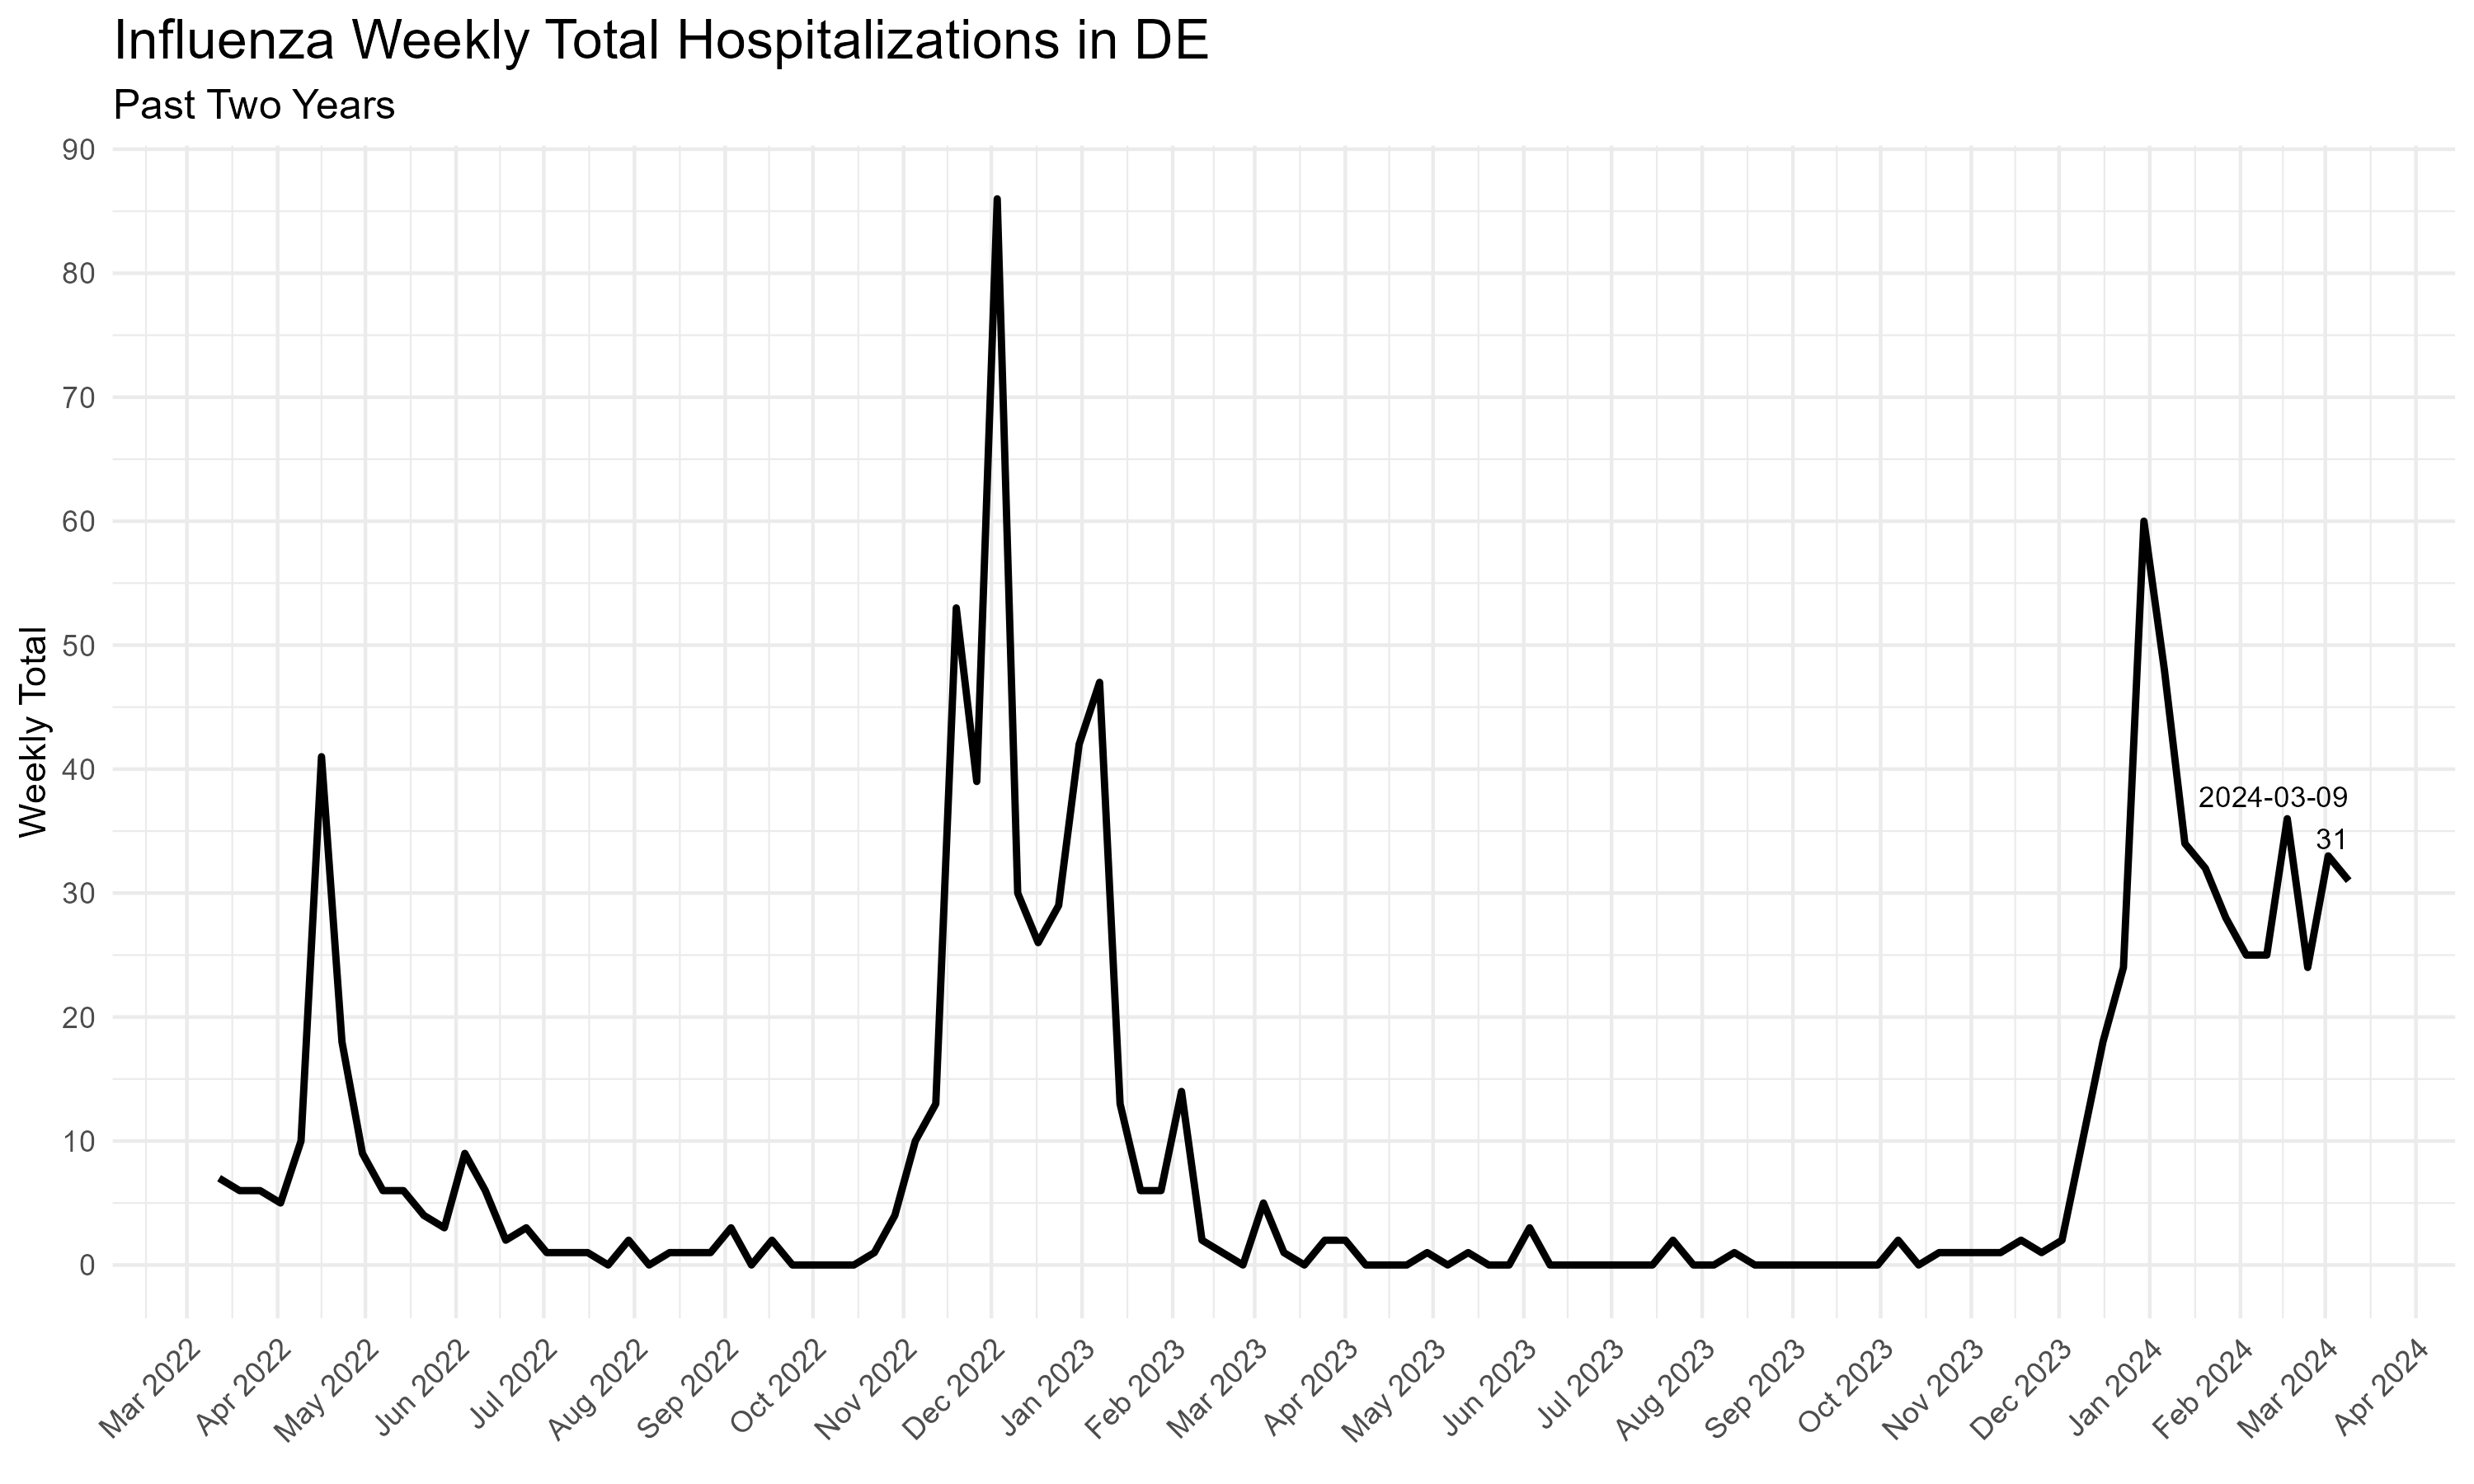 Influenza Weekly Total Hospitalizations in DE
Past Two Years
Weekly Total
90
80
70
60
50
40
30
20
10
0
2024-03-09
31
Mar 2022
Apr 2022
May 2022
Jun 2022
Jul 2022
Aug 2022
Sep 2022
Oct 2022
Nov 2022
Dec 2022
Jan 2023
Feb 2023
Mar 2023
Apr 2023
May 2023
Jun 2023
Jul 2023
Aug 2023
Sep 2023
Oct 2023
Nov 2023
Dec 2023
Jan 2024
Feb 2024
Mar 2024
Apr 2024